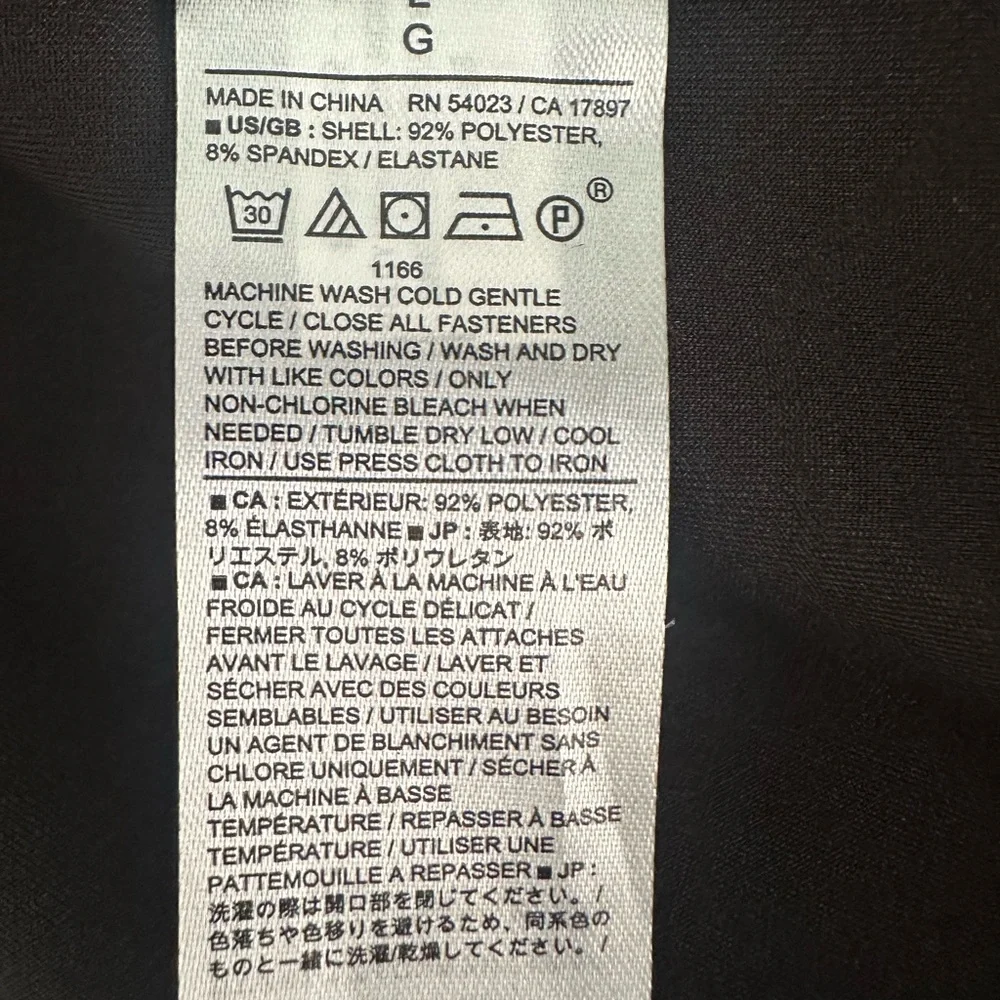 G
MADE IN CHINA RN 54023 / CA 17897
■ US/GB : SHELL: 92% POLYESTER,
8% SPANDEX / ELASTANE
30 P ®
1166
MACHINE WASH COLD GENTLE
CYCLE / CLOSE ALL FASTENERS
BEFORE WASHING / WASH AND DRY
WITH LIKE COLORS / ONLY
NON-CHLORINE BLEACH WHEN
NEEDED / TUMBLE DRY LOW / COOL
IRON / USE PRESS CLOTH TO IRON
■ CA : EXTÉRIEUR: 92% POLYESTER,
8% ÉLASTHANNE ■ JP : 表地: 92% ポ
リエステル, 8% ポリウレタン
■ CA : LAVER À LA MACHINE À L'EAU
FROIDE AU CYCLE DÉLICAT /
FERMER TOUTES LES ATTACHES
AVANT LE LAVAGE / LAVER ET
SÉCHER AVEC DES COULEURS
SEMBLABLES / UTILISER AU BESOIN
UN AGENT DE BLANCHIMENT SANS
CHLORE UNIQUEMENT / SÉCHER À
LA MACHINE À BASSE
TEMPÉRATURE / REPASSER À BASSE
TEMPÉRATURE / UTILISER UNE
PATTEMOUILLE A REPASSER ■ JP :
洗濯の際は開口部を閉じてください。 /
色落ちや色移りを避けるため、同系色の
ものと一緒に洗濯/乾燥してください。 /